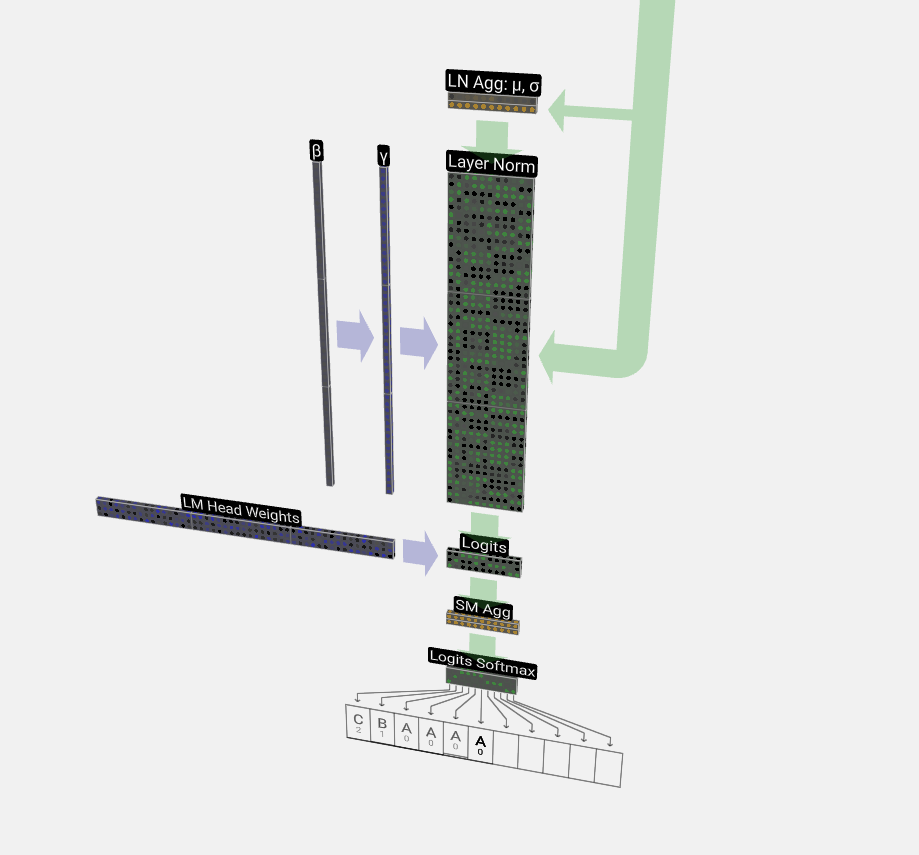 LN Agg: μ, σ
β
γ
Layer Norm
LM Head Weights
Logits
SM Agg
Logits Softmax
C B A A A A
2 1 0 0 0 0